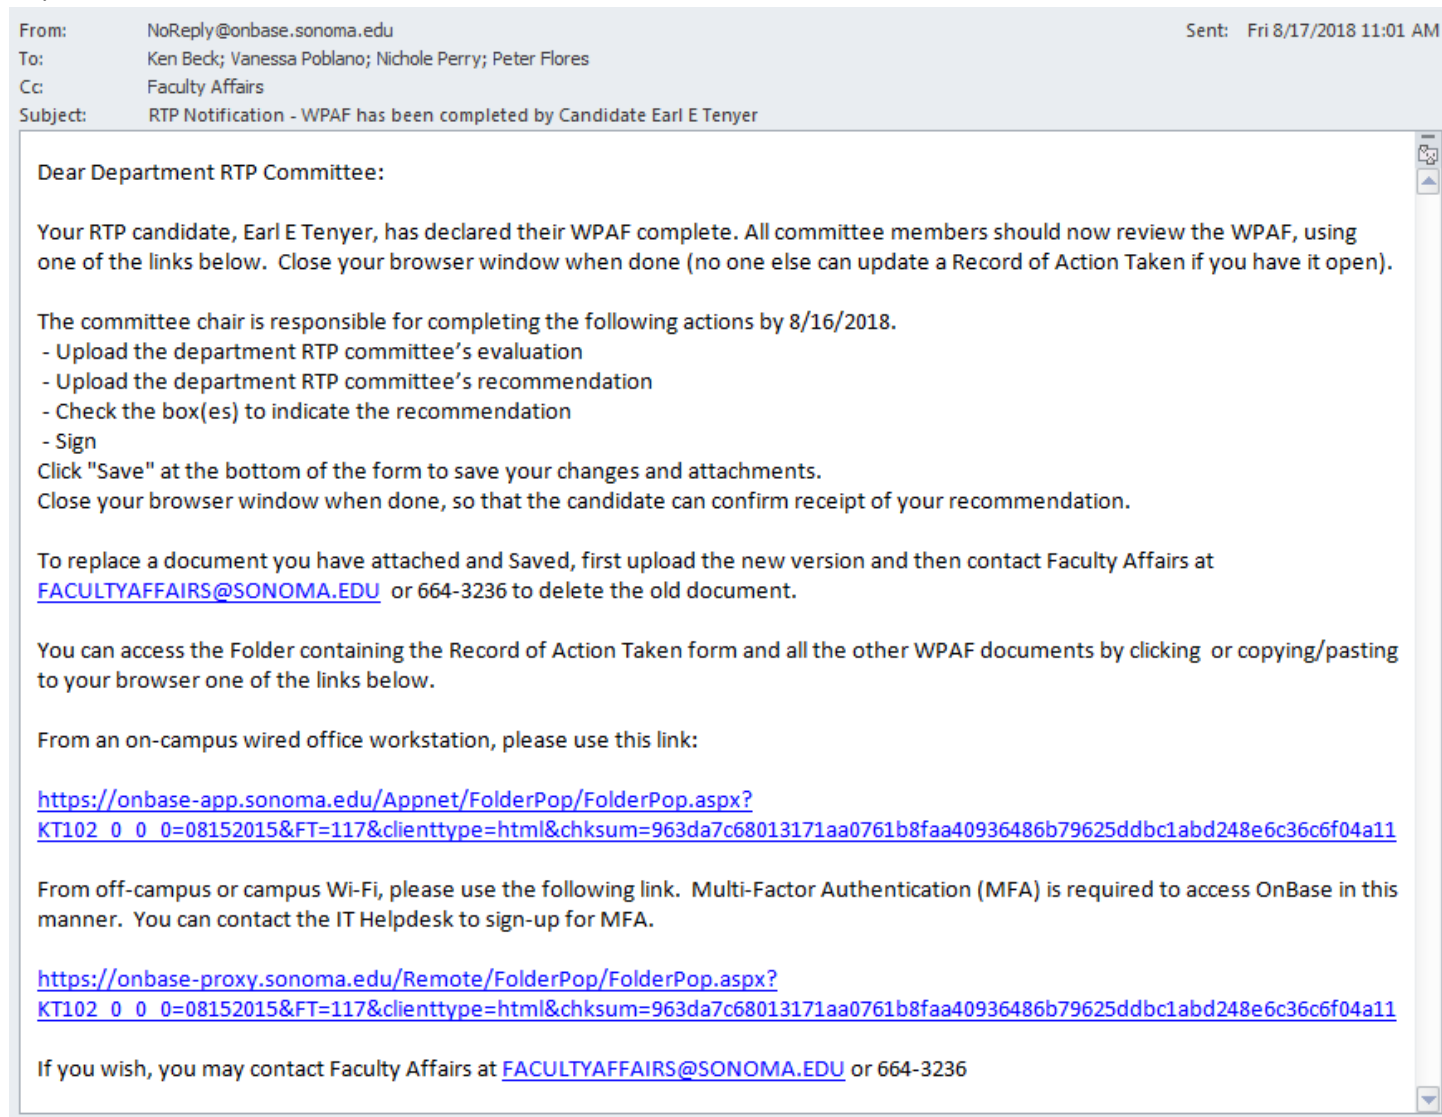 From: NoReply@onbase.sonoma.edu Sent: Fri 8/17/2018 11:01 AM
To: Ken Beck; Vanessa Poblano; Nichole Perry; Peter Flores
Cc: Faculty Affairs
Subject: RTP Notification - WPAF has been completed by Candidate Earl E Tenyer
Dear Department RTP Committee:
Your RTP candidate, Earl E Tenyer, has declared their WPAF complete. All committee members should now review the WPAF, using
one of the links below.  Close your browser window when done (no one else can update a Record of Action Taken if you have it open).
The committee chair is responsible for completing the following actions by 8/16/2018.
- Upload the department RTP committee's evaluation
- Upload the department RTP committee's recommendation
- Check the box(es) to indicate the recommendation
- Sign
Click "Save" at the bottom of the form to save your changes and attachments.
Close your browser window when done, so that the candidate can confirm receipt of your recommendation.
To replace a document you have attached and Saved, first upload the new version and then contact Faculty Affairs at
FACULTYAFFAIRS@SONOMA.EDU  or 664-3236 to delete the old document.
You can access the Folder containing the Record of Action Taken form and all the other WPAF documents by clicking  or copying/pasting
to your browser one of the links below.
From an on-campus wired office workstation, please use this link:
https://onbase-app.sonoma.edu/Appnet/FolderPop/FolderPop.aspx?
KT102_0_0_0=08152015&FT=117&clienttype=html&chksum=963da7c68013171aa0761b8faa40936486b79625ddbc1abd248e6c36c6f04a11
From off-campus or campus Wi-Fi, please use the following link.  Multi-Factor Authentication (MFA) is required to access OnBase in this
manner.  You can contact the IT Helpdesk to sign-up for MFA.
https://onbase-proxy.sonoma.edu/Remote/FolderPop/FolderPop.aspx?
KT102_0_0_0=08152015&FT=117&clienttype=html&chksum=963da7c68013171aa0761b8faa40936486b79625ddbc1abd248e6c36c6f04a11
If you wish, you may contact Faculty Affairs at FACULTYAFFAIRS@SONOMA.EDU or 664-3236